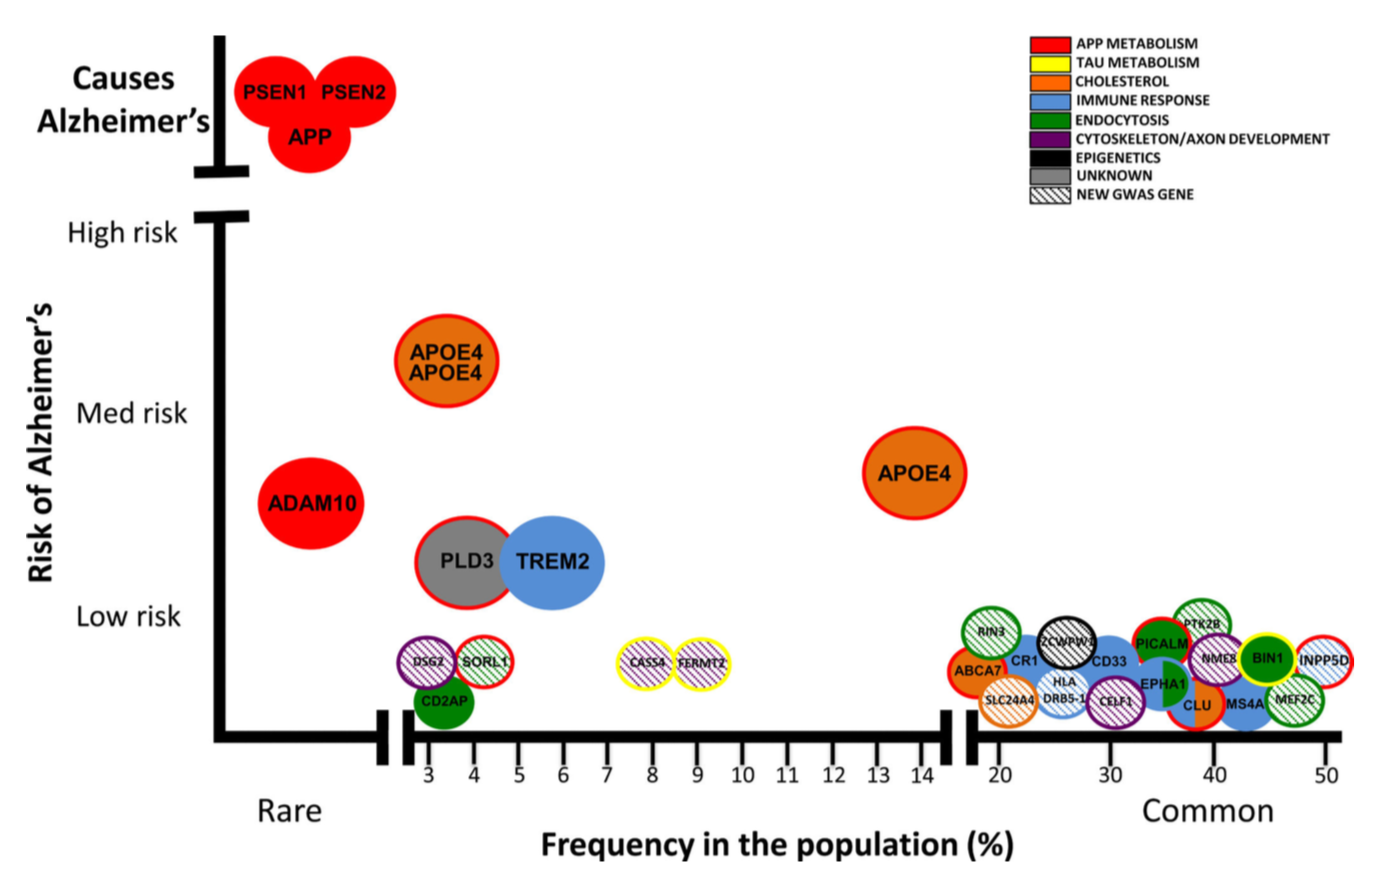 Causes
Alzheimer's
PSEN1 PSEN2
APP
APP METABOLISM
TAU METABOLISM
CHOLESTEROL
IMMUNE RESPONSE
ENDOCYTOSIS
CYTOSKELETON/AXON DEVELOPMENT
EPIGENETICS
UNKNOWN
NEW GWAS GENE
Risk of Alzheimer's
High risk
Med risk
Low risk
APOE4
APOE4
APOE4
ADAM10
PLD3 TREM2
DSG2 SORL1
CD2AP
CASS4 FERMT2
RIN3
ABCA7
SLC24A4
CR1
ZCWPW1
HLA
DRB5-1
CD33
CELF1
PICALM
EPHA1
CLU
PTK2B
NME8
MS4A
BIN1
MEF2C
INPP5D
3 4 5 6 7 8 9 10 11 12 13 14 20 30 40 50
Rare Common
Frequency in the population (%)